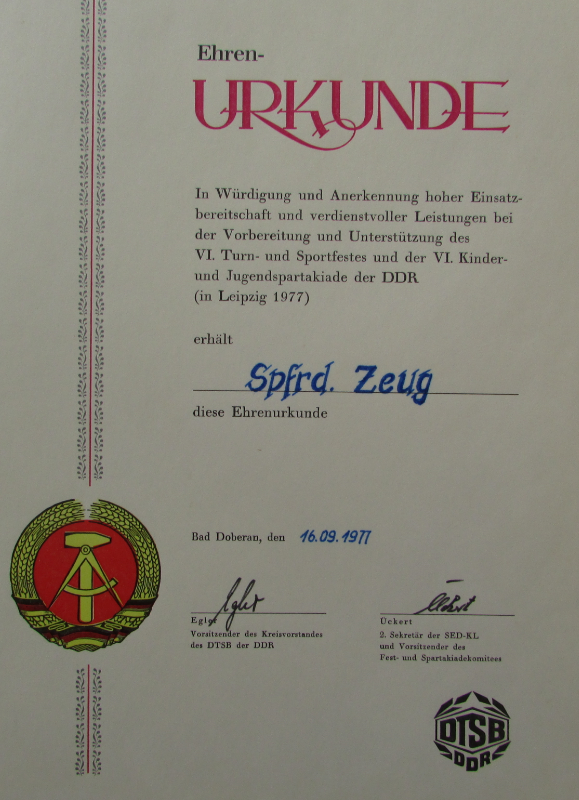 Ehren-
URKUNDE
In Würdigung und Anerkennung hoher Einsatz-
bereitschaft und verdienstvoller Leistungen bei
der Vorbereitung und Unterstützung des
VI. Turn- und Sportfestes und der VI. Kinder-
und Jugendspartakiade der DDR
(in Leipzig 1977)
erhält
Spfrd. Zeug
diese Ehrenurkunde
Bad Doberan, den 16.09.1977
Egler
Egler
Vorsitzender des Kreisvorstandes
des DTSB der DDR
Ückert
Ückert
2. Sekretär der SED-KL
und Vorsitzender des
Fest- und Spartakiadekomitees
DTSB
DDR